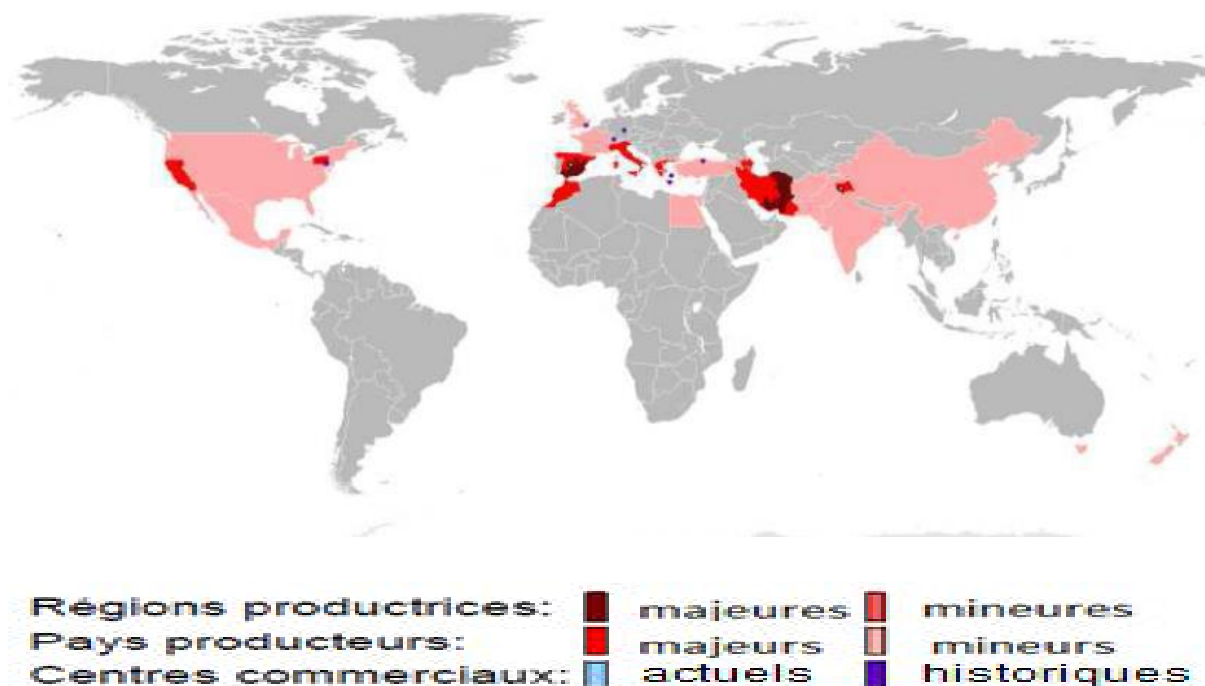 Régions productrices: majeures mineures
Pays producteurs: majeurs mineurs
Centres commerciaux: actuels historiques